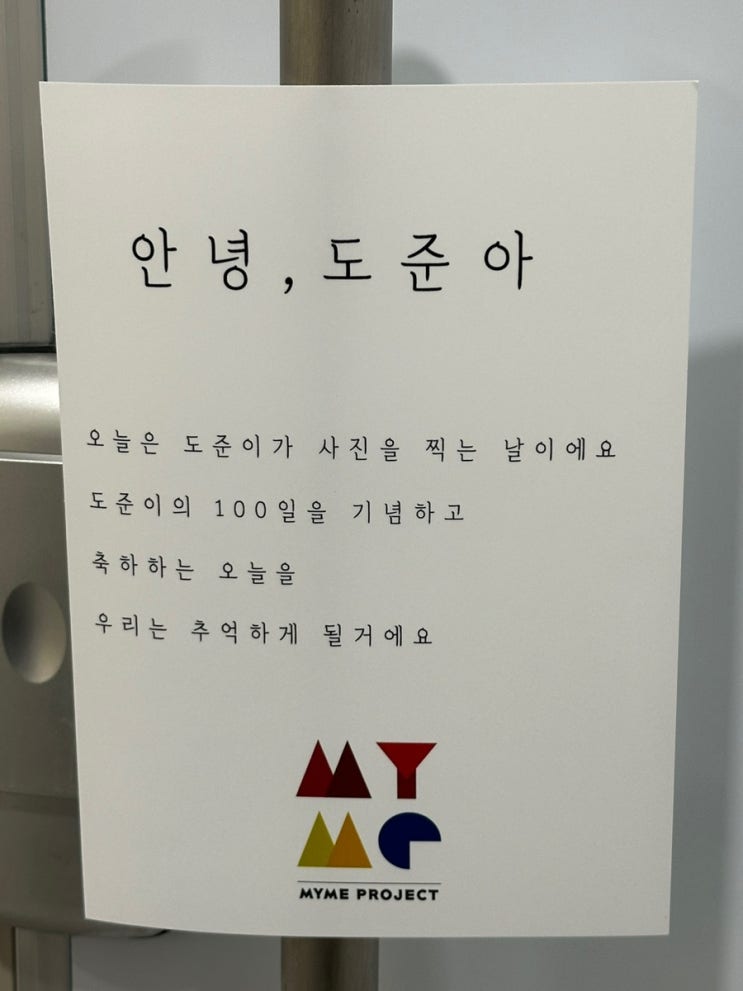 안녕, 도준아
오늘은 도준이가 사진을 찍는 날이에요
도준이의 100일을 기념하고
축하하는 오늘을
우리는 추억하게 될거에요
MY
Me
MYME PROJECT